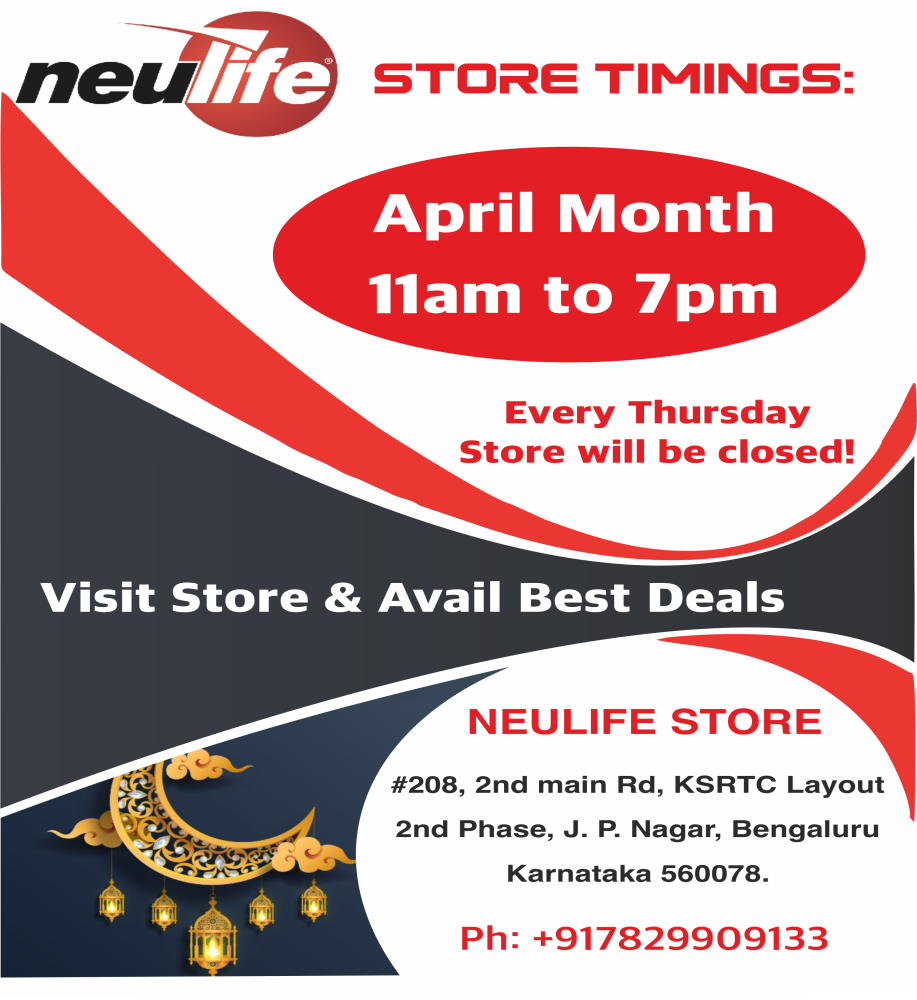 neulife®
STORE TIMINGS:
April Month
11am to 7pm
Every Thursday
Store will be closed!
Visit Store & Avail Best Deals
NEULIFE STORE
#208, 2nd main Rd, KSRTC Layout
2nd Phase, J. P. Nagar, Bengaluru
Karnataka 560078.
Ph: +917829909133